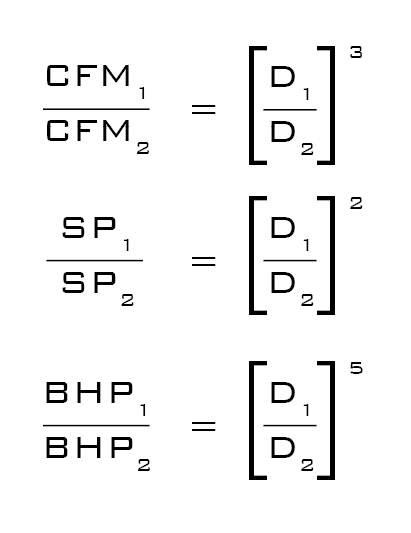 CFM₁ / CFM₂ = [D₁ / D₂]³
SP₁ / SP₂ = [D₁ / D₂]²
BHP₁ / BHP₂ = [D₁ / D₂]⁵